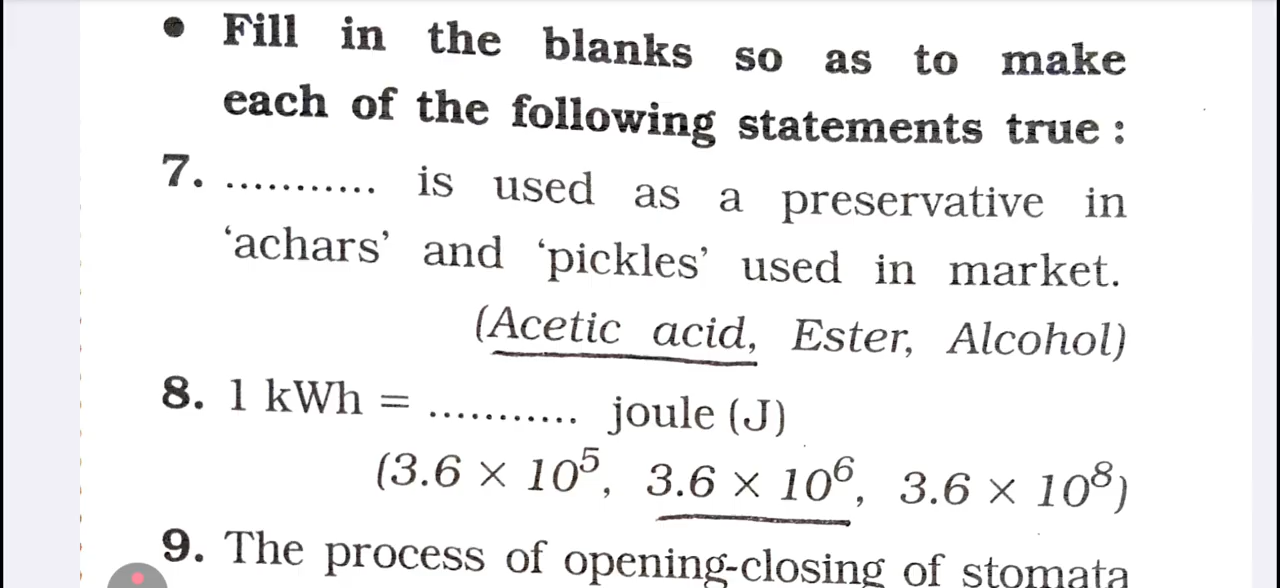 • Fill in the blanks so as to make
each of the following statements true :
7. ........... is used as a preservative in
‘achars’ and ‘pickles’ used in market.
(Acetic acid, Ester, Alcohol)
8. 1 kWh = ........... joule (J)
(3.6 × 10⁵, 3.6 × 10⁶, 3.6 × 10⁸)
9. The process of opening-closing of stomata